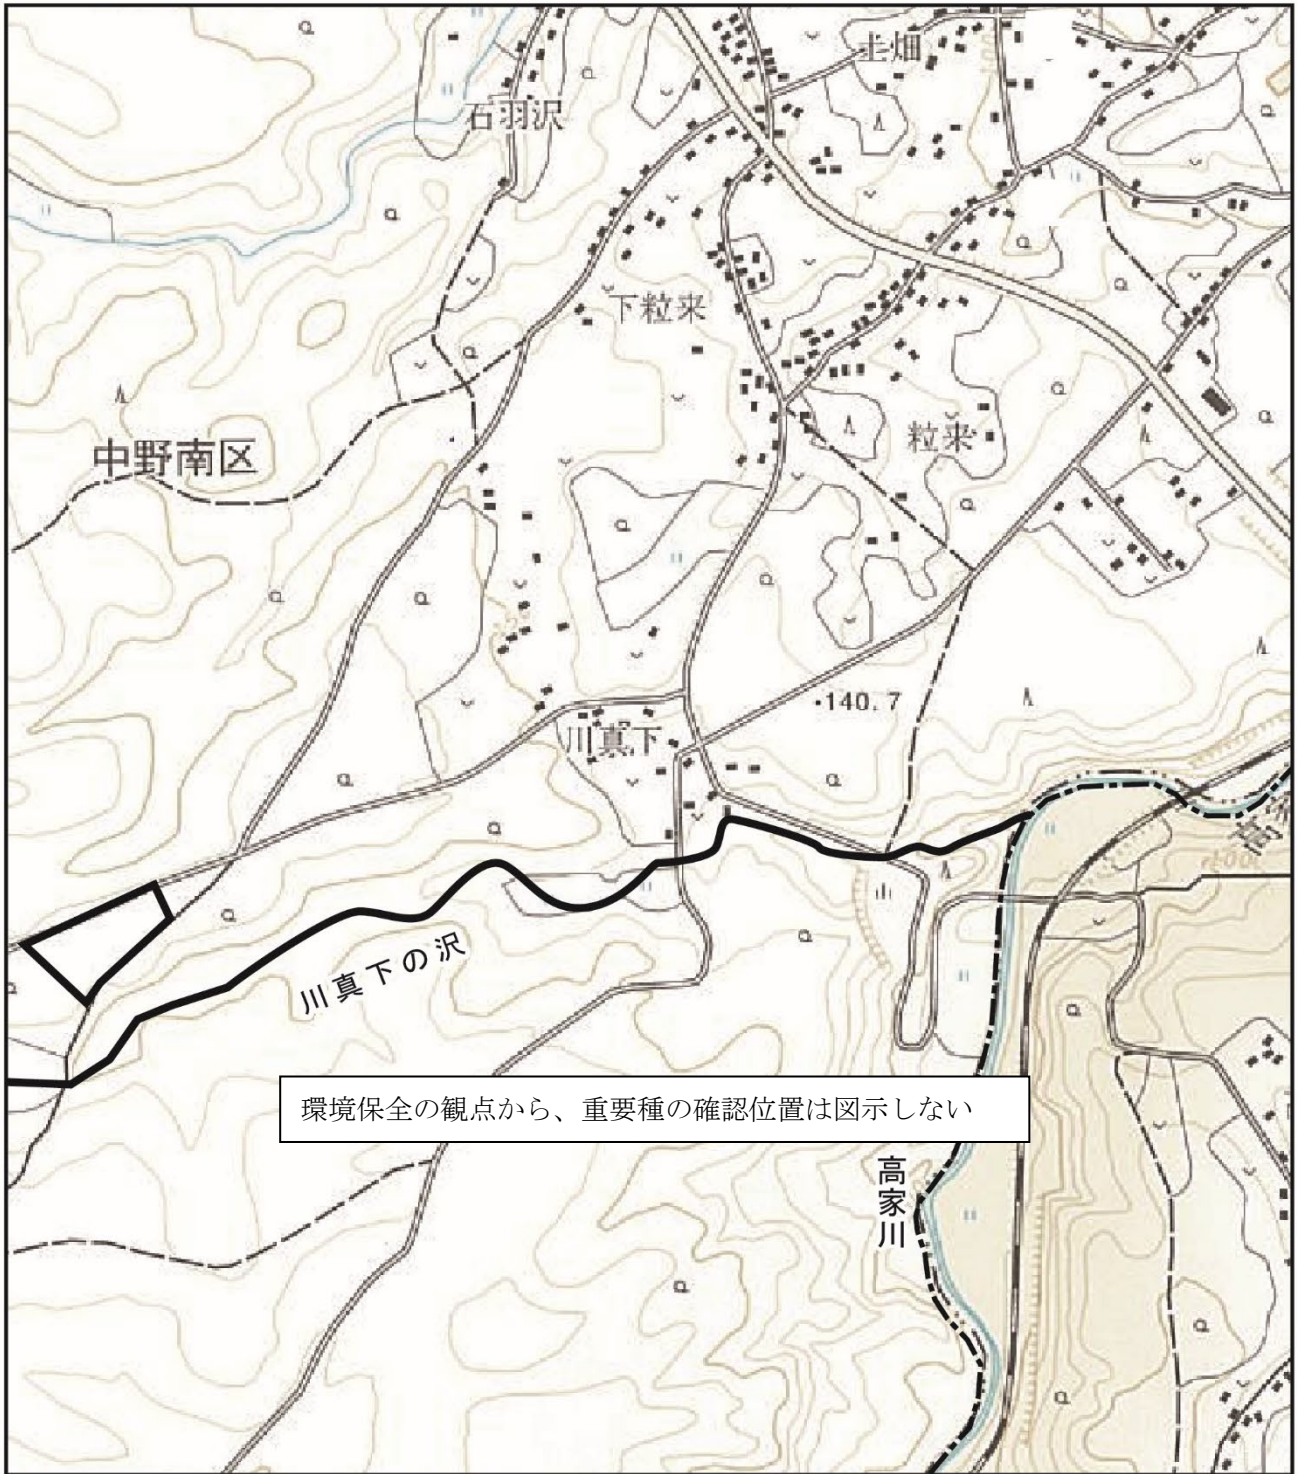 土畑
石羽沢
下粒来
中野南区
粒来
・140.7
川真下
川真下の沢
環境保全の観点から、重要種の確認位置は図示しない
高家川